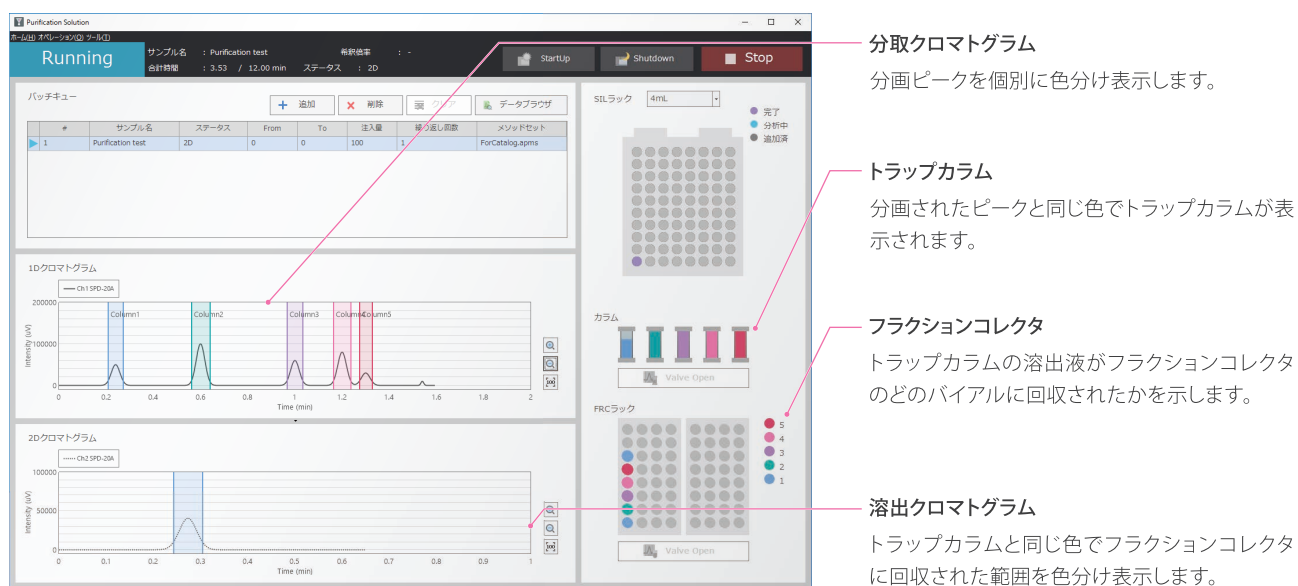 Purification Solution
ホーム(H) オペレーション(O) ツール(T)
Running
サンプル名 : Purification test 希釈倍率 : -
合計時間 : 3.53 / 12.00 min ステータス : 2D
StartUp
Shutdown
Stop
バッチキュー
追加
削除
クリア
データブラウザ
# サンプル名 ステータス From To 注入量 繰り返し回数 メソッドセット
1 Purification test 2D 0 0 100 1 ForCatalog.apms
SILラック 4mL
完了
分析中
追加済
1Dクロマトグラム
Ch1 SPD-20A
200000
100000
0
Intensity (uV)
Column1 Column2 Column3 Column4 Column5
0 0.2 0.4 0.6 0.8 1 1.2 1.4 1.6 1.8 2
Time (min)
100
カラム
Valve Open
FRCラック
5
4
3
2
1
Valve Open
2Dクロマトグラム
Ch2 SPD-20A
100000
50000
0
Intensity (uV)
0 0.1 0.2 0.3 0.4 0.5 0.6 0.7 0.8 0.9 1
Time (min)
100
分取クロマトグラム
分画ピークを個別に色分け表示します。
トラップカラム
分画されたピークと同じ色でトラップカラムが表
示されます。
フラクションコレクタ
トラップカラムの溶出液がフラクションコレクタ
のどのバイアルに回収されたかを示します。
溶出クロマトグラム
トラップカラムと同じ色でフラクションコレクタ
に回収された範囲を色分け表示します。